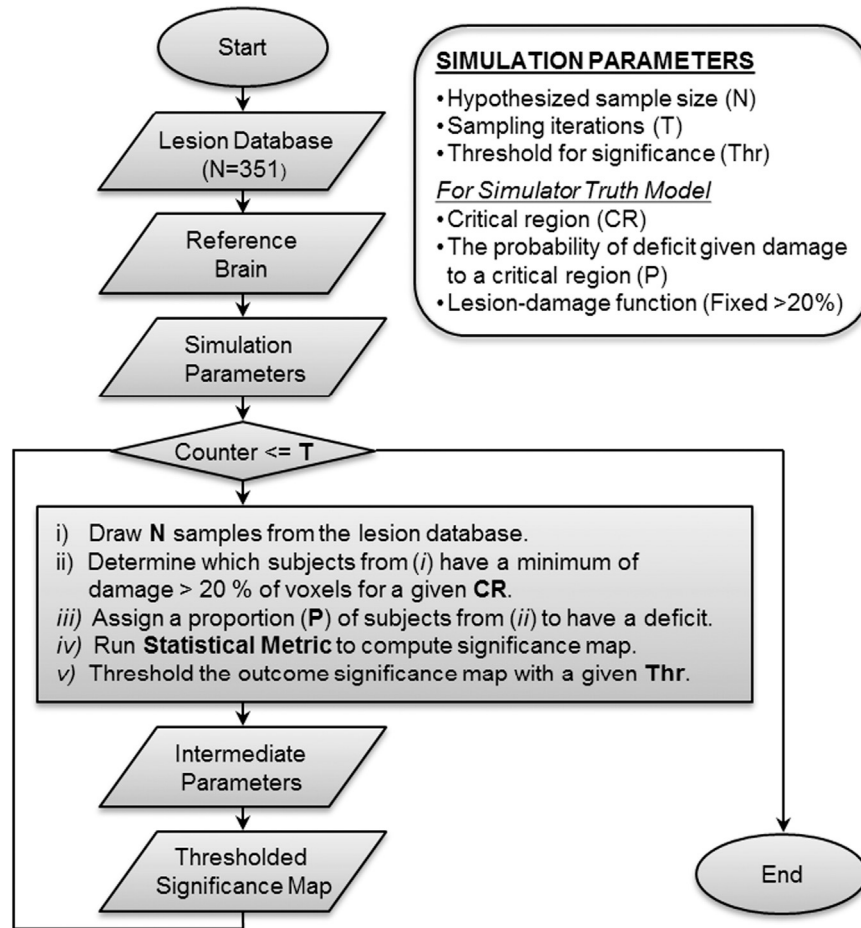 Start
Lesion Database
(N=351)
Reference
Brain
Simulation
Parameters
SIMULATION PARAMETERS
•Hypothesized sample size (N)
•Sampling iterations (T)
•Threshold for significance (Thr)
For Simulator Truth Model
•Critical region (CR)
•The probability of deficit given damage
to a critical region (P)
•Lesion-damage function (Fixed >20%)
Counter <= T
i) Draw N samples from the lesion database.
ii) Determine which subjects from (i) have a minimum of
damage > 20 % of voxels for a given CR.
iii) Assign a proportion (P) of subjects from (ii) to have a deficit.
iv) Run Statistical Metric to compute significance map.
v) Threshold the outcome significance map with a given Thr.
Intermediate
Parameters
Thresholded
Significance Map
End